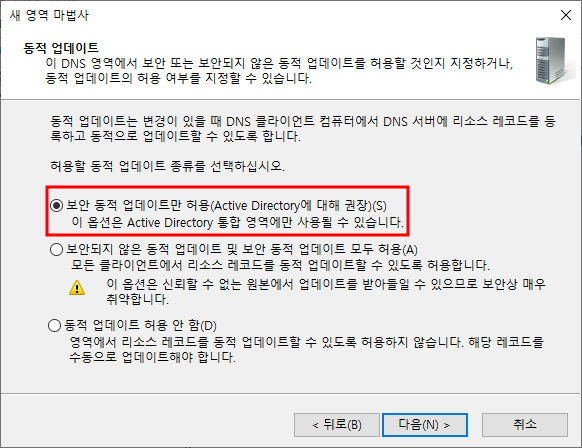 새 영역 마법사
동적 업데이트
이 DNS 영역에서 보안 또는 보안되지 않은 동적 업데이트를 허용할 것인지 지정하거나,
동적 업데이트의 허용 여부를 지정할 수 있습니다.
동적 업데이트는 변경이 있을 때 DNS 클라이언트 컴퓨터에서 DNS 서버에 리소스 레코드를 등
록하고 동적으로 업데이트할 수 있도록 합니다.
허용할 동적 업데이트 종류를 선택하십시오.
보안 동적 업데이트만 허용(Active Directory에 대해 권장)(S)
이 옵션은 Active Directory 통합 영역에만 사용될 수 있습니다.
보안되지 않은 동적 업데이트 및 보안 동적 업데이트 모두 허용(A)
모든 클라이언트에서 리소스 레코드를 동적 업데이트할 수 있도록 허용합니다.
이 옵션은 신뢰할 수 없는 원본에서 업데이트를 받아들일 수 있으므로 보안상 매우
취약합니다.
동적 업데이트 허용 안 함(D)
영역에서 리소스 레코드를 동적 업데이트할 수 있도록 허용하지 않습니다. 해당 레코드를
수동으로 업데이트해야 합니다.
< 뒤로(B)
다음(N) >
취소